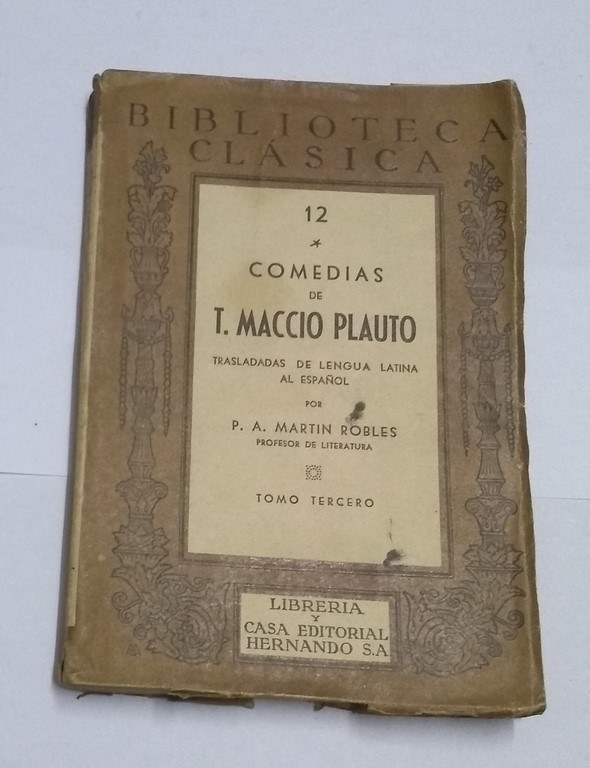 BIBLIOTECA
CLÁSICA
12
COMEDIAS
DE
T. MACCIO PLAUTO
TRASLADADAS DE LENGUA LATINA
AL ESPAÑOL
POR
P. A. MARTIN ROBLES
PROFESOR DE LITERATURA
TOMO TERCERO
LIBRERIA
Y
CASA EDITORIAL
HERNANDO S.A.